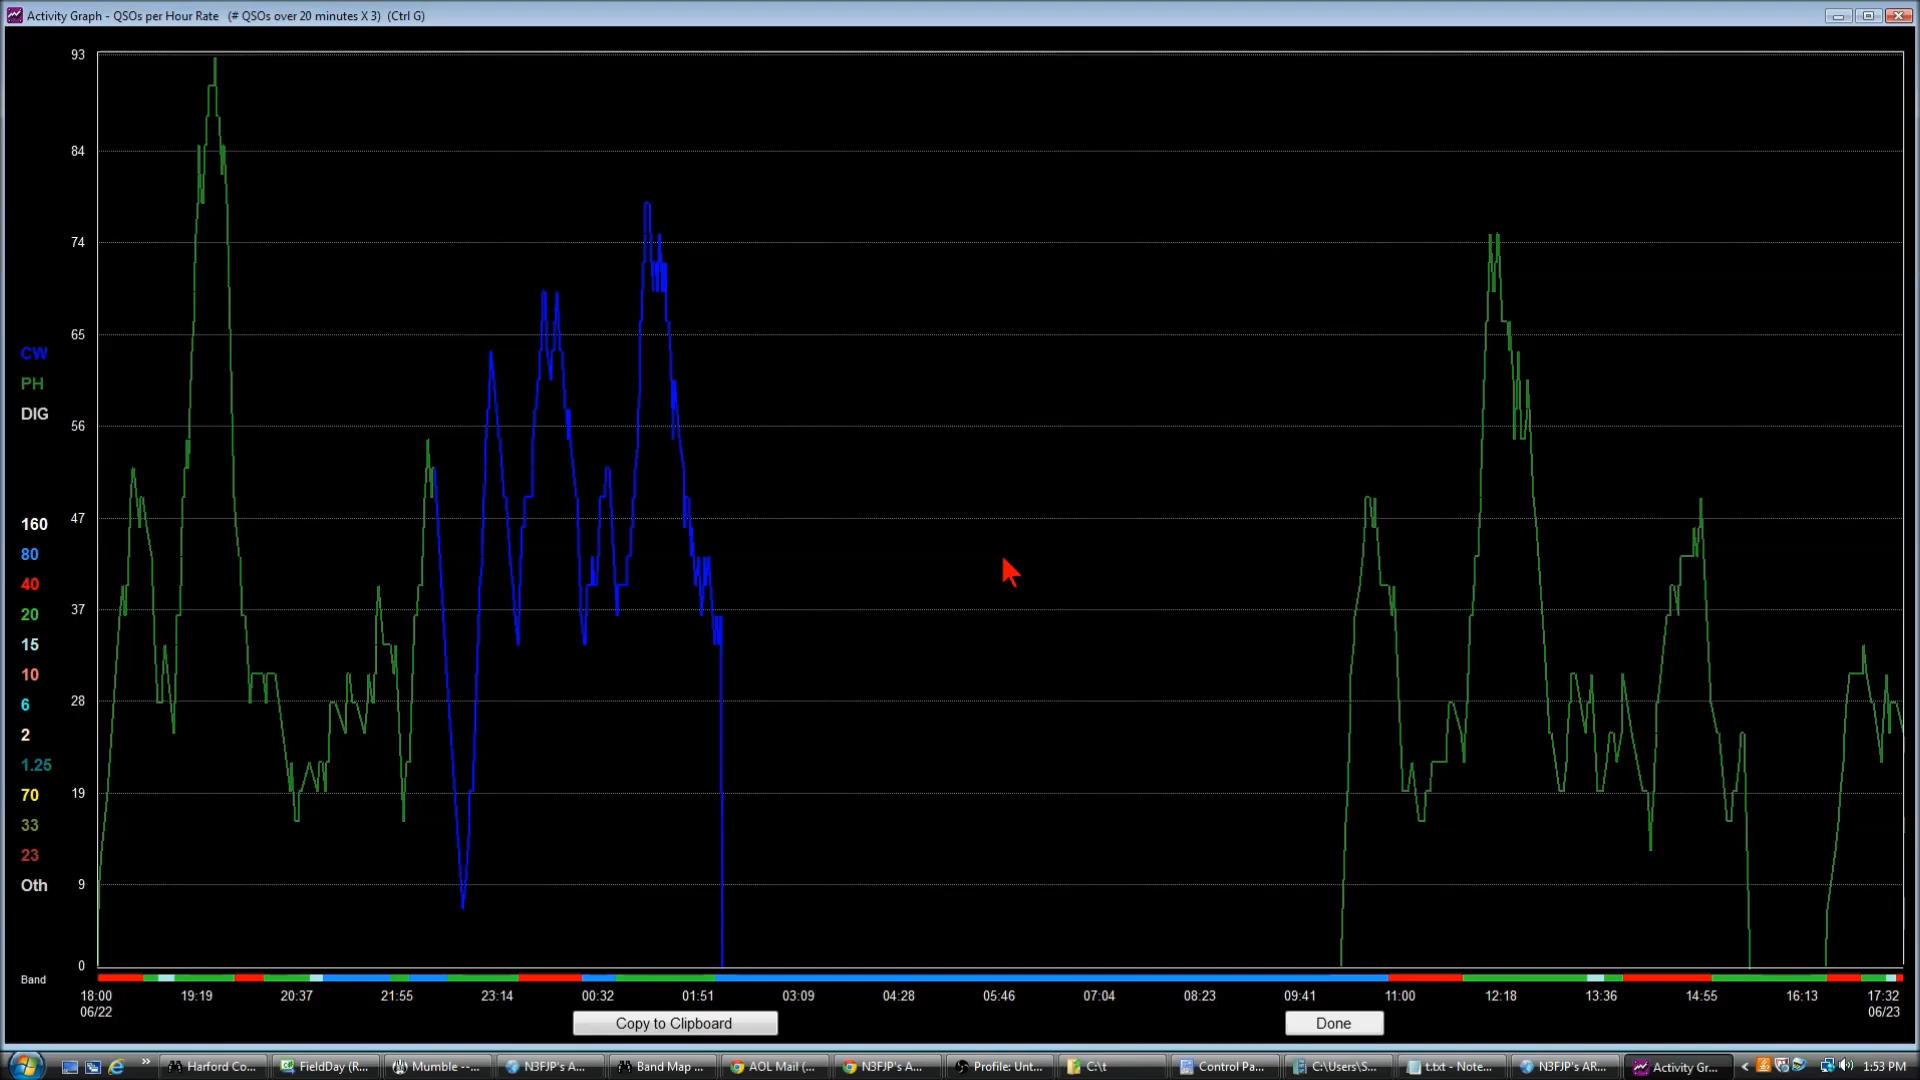 Activity Graph - QSOs per Hour Rate (# QSOs over 20 minutes X 3) (Ctrl G)
93
84
74
65
56
47
37
28
19
9
0
CW
PH
DIG
160
80
40
20
15
10
6
2
1.25
70
33
23
Oth
Band
18:00 19:19 20:37 21:55 23:14 00:32 01:51 03:09 04:28 05:46 07:04 08:23 09:41 11:00 12:18 13:36 14:55 16:13 17:32
06/22 06/23
Copy to Clipboard Done
Harford Co... FieldDay (R... Mumble --... N3FJP's A... Band Map ... AOL Mail (... N3FJP's A... Profile: Unt... C:\t Control Pa... C:\Users\S... t.txt - Note... N3FJP's AR... Activity Gr... 1:53 PM